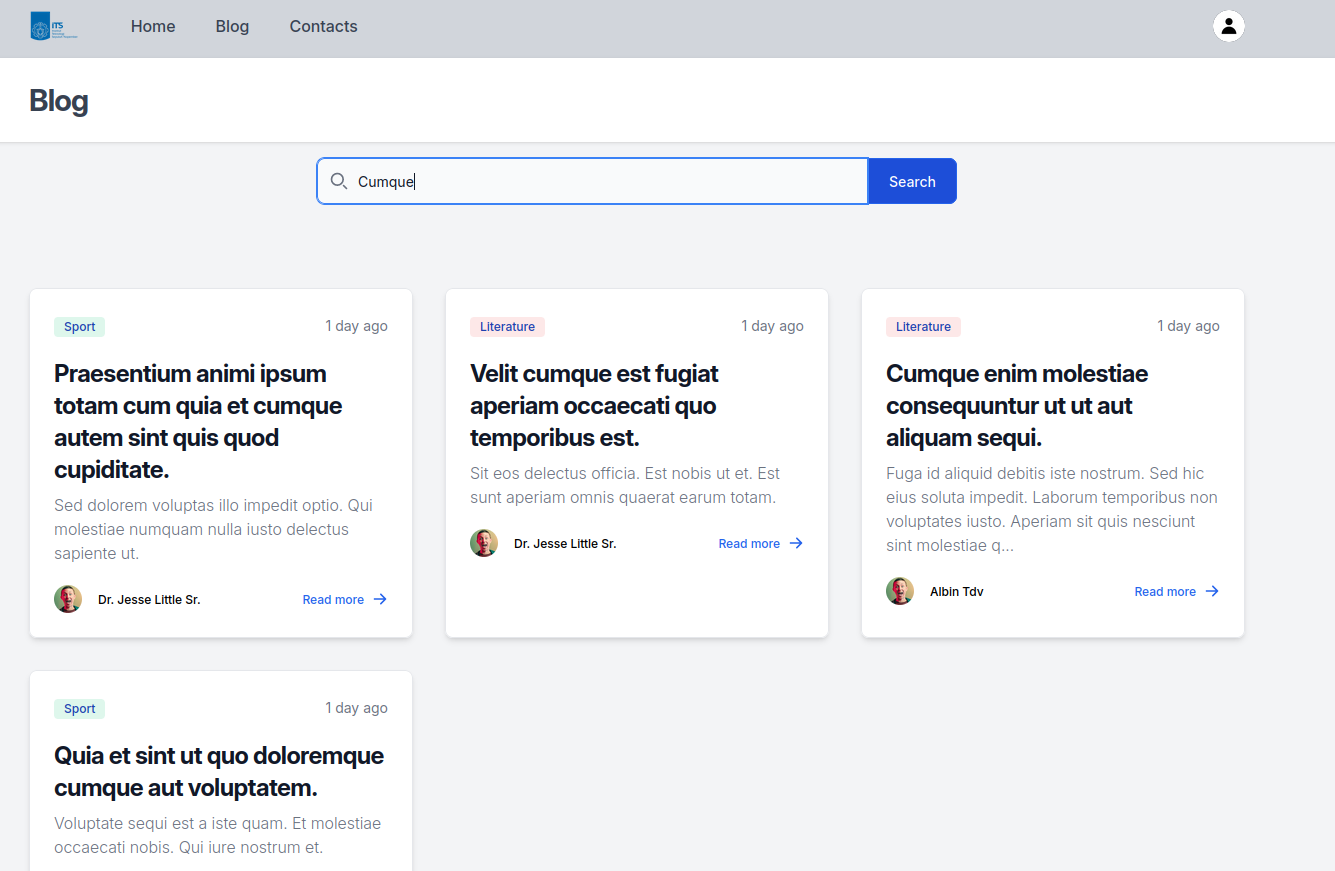 ITS
Home
Blog
Contacts
Blog
Cumque
Search
Sport
1 day ago
Praesentium animi ipsum
totam cum quia et cumque
autem sint quis quod
cupiditate.
Sed dolorem voluptas illo impedit optio. Qui
molestiae numquam nulla iusto delectus
sapiente ut.
Dr. Jesse Little Sr.
Read more
Literature
1 day ago
Velit cumque est fugiat
aperiam occaecati quo
temporibus est.
Sit eos delectus officia. Est nobis ut et. Est
sunt aperiam omnis quaerat earum totam.
Dr. Jesse Little Sr.
Read more
Literature
1 day ago
Cumque enim molestiae
consequuntur ut ut aut
aliquam sequi.
Fuga id aliquid debitis iste nostrum. Sed hic
eius soluta impedit. Laborum temporibus non
voluptates iusto. Aperiam sit quis nesciunt
sint molestiae q...
Albin Tdv
Read more
Sport
1 day ago
Quia et sint ut quo doloremque
cumque aut voluptatem.
Voluptate sequi est a iste quam. Et molestiae
occaecati nobis. Qui iure nostrum et.